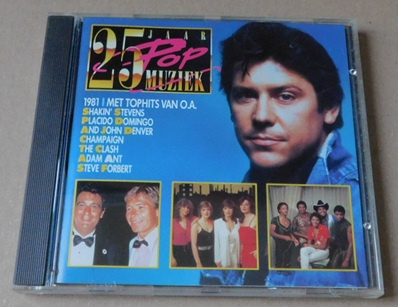 25 JAAR
Pop
MUZIEK
1981 | MET TOPHITS VAN O.A.
SHAKIN' STEVENS
PLACIDO DOMINGO
AND JOHN DENVER
CHAMPAIGN
THE CLASH
ADAM ANT
STEVE FORBERT